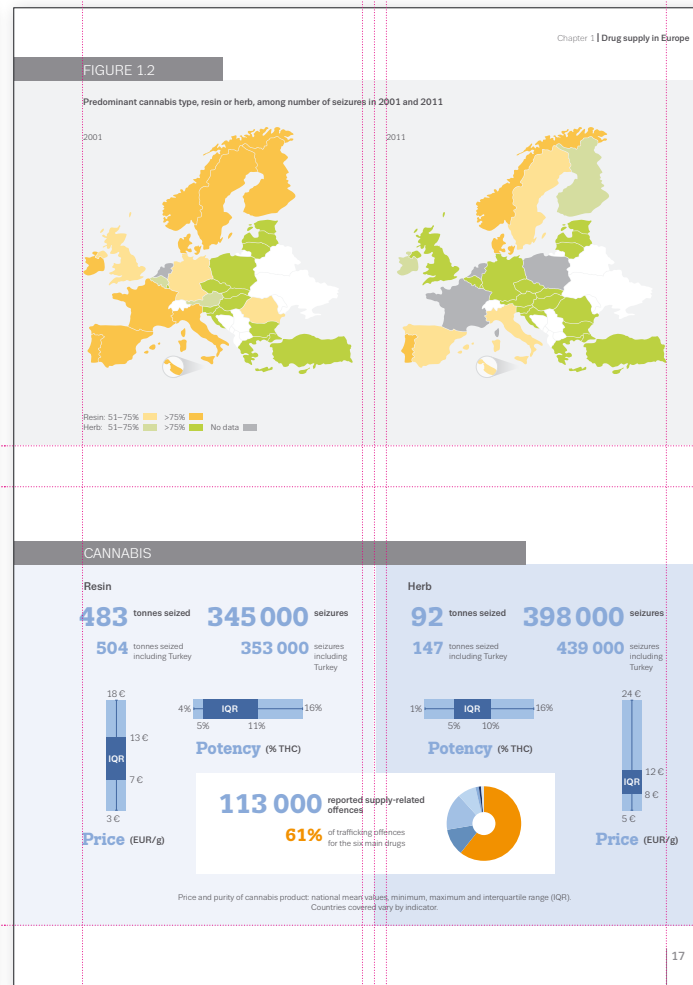 Chapter 1 | Drug supply in Europe
FIGURE 1.2
Predominant cannabis type, resin or herb, among number of seizures in 2001 and 2011
2001
2011
Resin: 51–75% >75%
Herb: 51–75% >75% No data
CANNABIS
Resin
483 tonnes seized
345 000 seizures
504 tonnes seized
including Turkey
353 000 seizures
including
Turkey
18 €
13 €
IQR
7 €
3 €
Price (EUR/g)
4% IQR 16%
5% 11%
Potency (% THC)
Herb
92 tonnes seized
398 000 seizures
147 tonnes seized
including Turkey
439 000 seizures
including
Turkey
1% IQR 16%
5% 10%
Potency (% THC)
24 €
12 €
IQR
8 €
5 €
Price (EUR/g)
113 000 reported supply-related
offences
61% of trafficking offences
for the six main drugs
Price and purity of cannabis product: national mean values, minimum, maximum and interquartile range (IQR).
Countries covered vary by indicator.
17